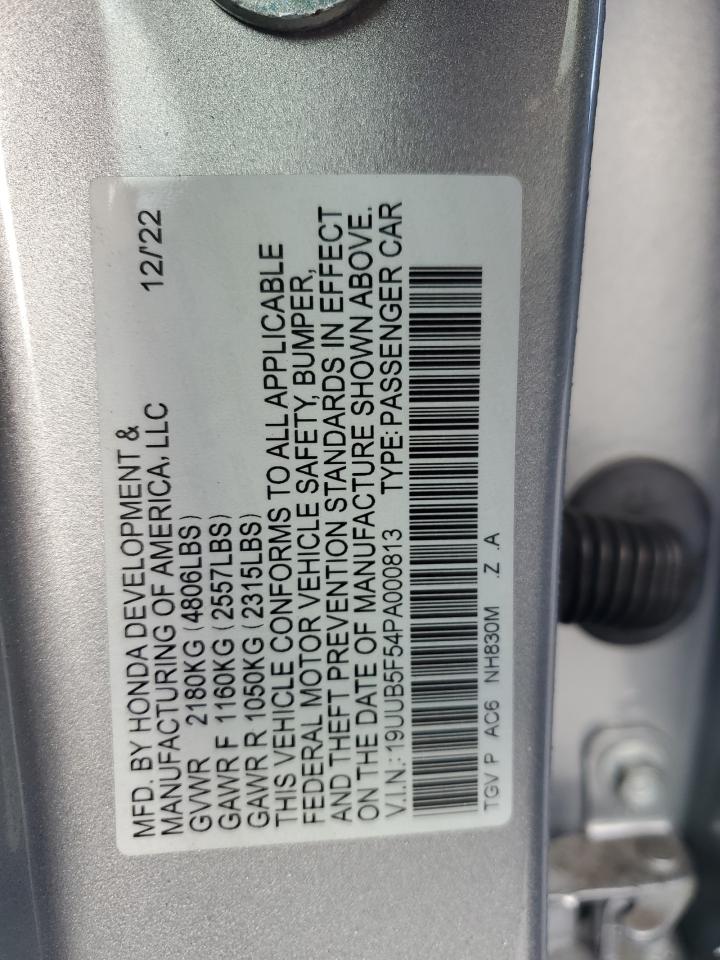 MFD. BY HONDA DEVELOPMENT &
MANUFACTURING OF AMERICA, LLC 12/'22
GVWR 2180KG (4806LBS)
GAWR F 1160KG (2557LBS)
GAWR R 1050KG (2315LBS)
THIS VEHICLE CONFORMS TO ALL APPLICABLE
FEDERAL MOTOR VEHICLE SAFETY, BUMPER,
AND THEFT PREVENTION STANDARDS IN EFFECT
ON THE DATE OF MANUFACTURE SHOWN ABOVE.
V.I.N.: 19UUB5F54PA000813 TYPE: PASSENGER CAR
TGV P AC6 NH830M .Z .A